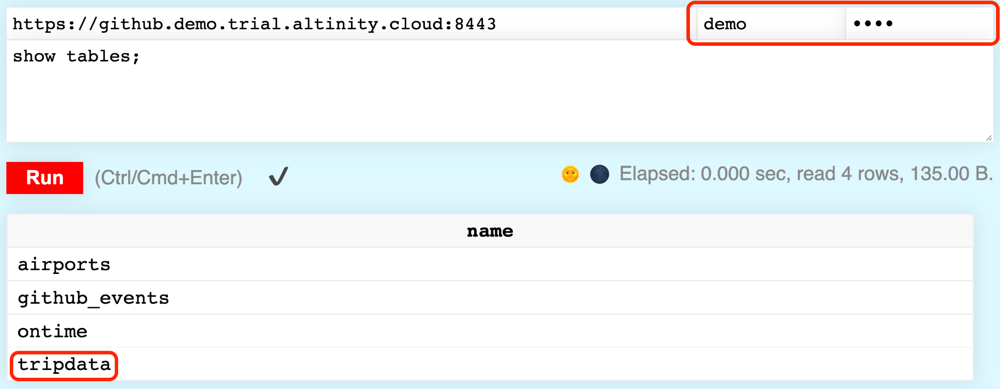 https://github.demo.trial.altinity.cloud:8443 demo ••••
show tables;
Run (Ctrl/Cmd+Enter) ✔ Elapsed: 0.000 sec, read 4 rows, 135.00 B.
name
airports
github_events
ontime
tripdata